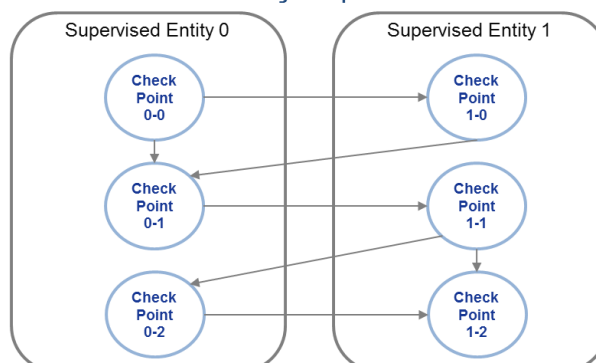 Supervised Entity 0
Supervised Entity 1
Check
Point
0-0
Check
Point
1-0
Check
Point
0-1
Check
Point
1-1
Check
Point
0-2
Check
Point
1-2